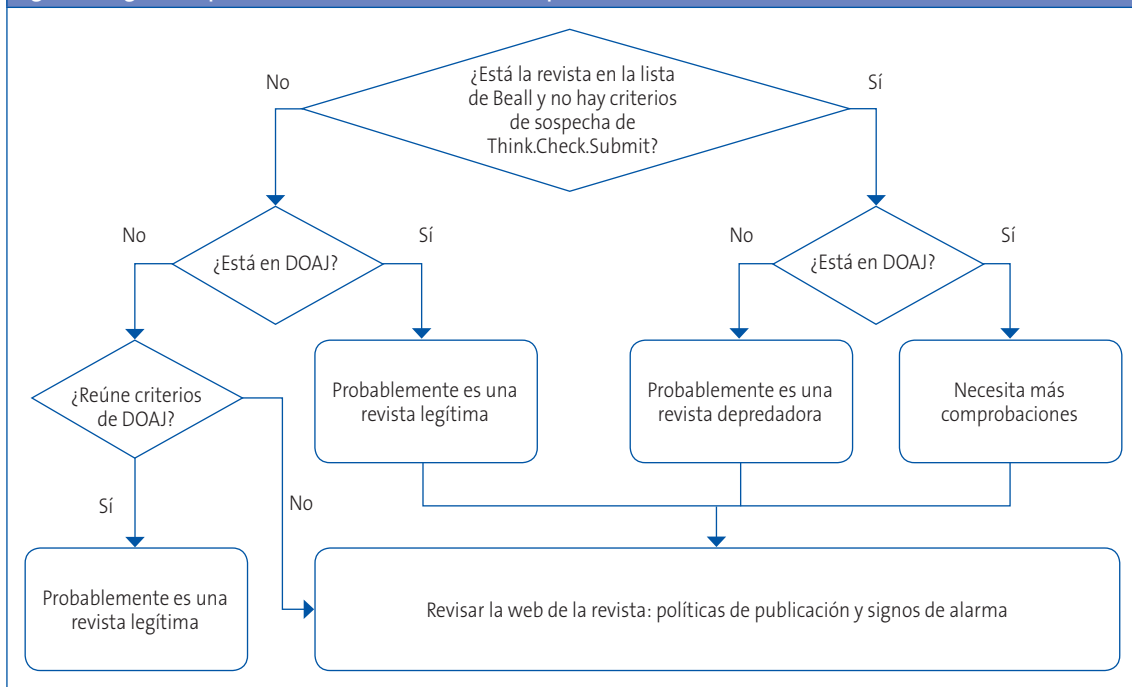 ¿Está la revista en la lista
de Beall y no hay criterios
de sospecha de
Think.Check.Submit?
No
Sí
¿Está en DOAJ?
No
Sí
¿Está en DOAJ?
No
Sí
¿Reúne criterios
de DOAJ?
Sí
No
Probablemente es una
revista legítima
Probablemente es una
revista depredadora
Necesita más
comprobaciones
Probablemente es una
revista legítima
Revisar la web de la revista: políticas de publicación y signos de alarma